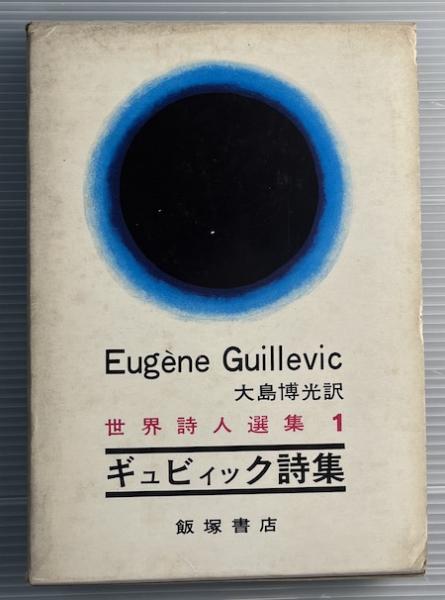 Eugène Guillevic
大島博光訳
世界詩人選集 1
ギュビィック詩集
飯塚書店